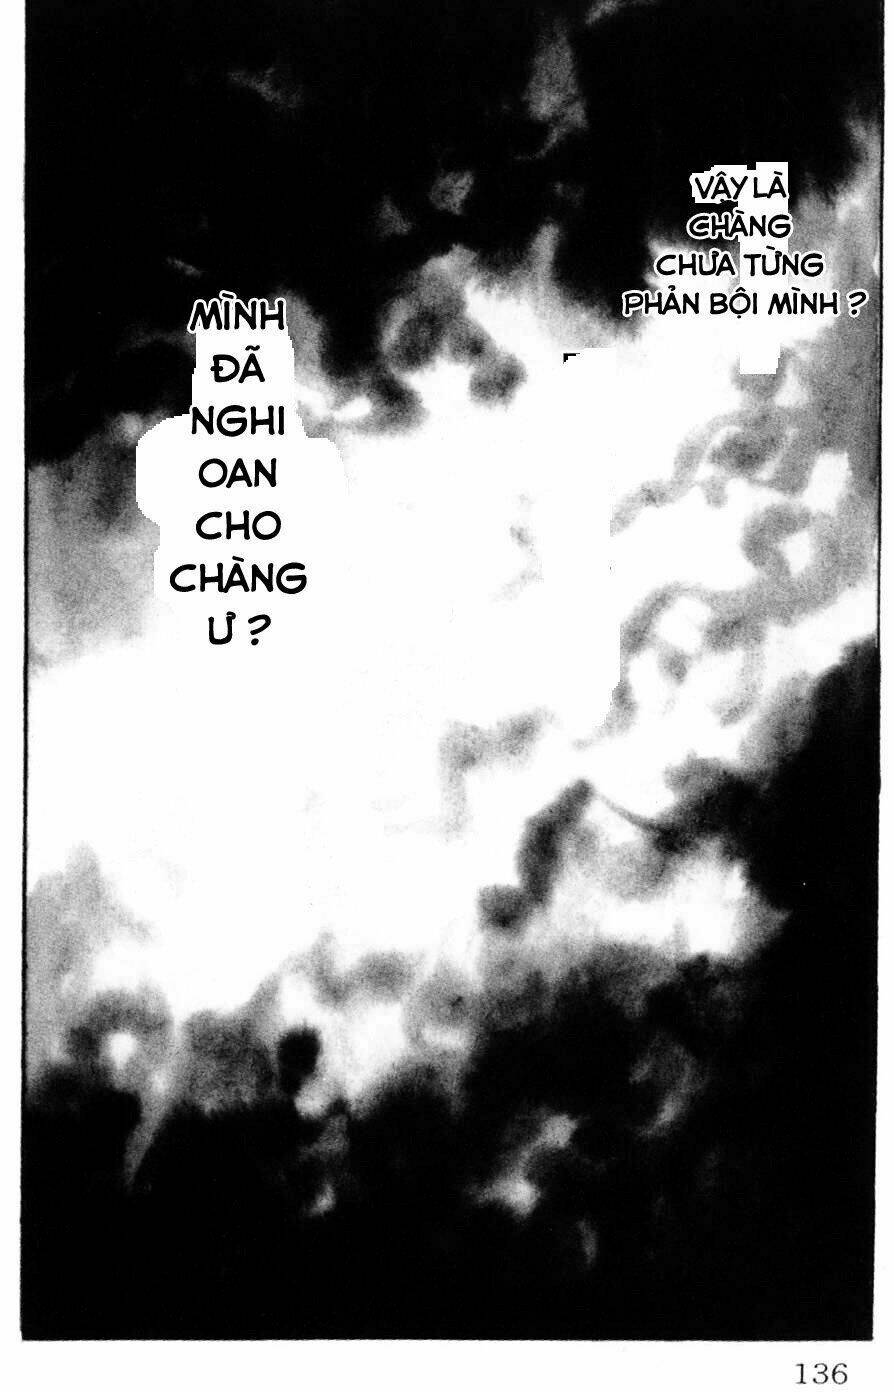 VẬY LÀ
CHÀNG
CHƯA TỪNG
PHẢN BỘI MÌNH ?
MÌNH
ĐÃ
NGHI
OAN
CHO
CHÀNG
Ư ?
136